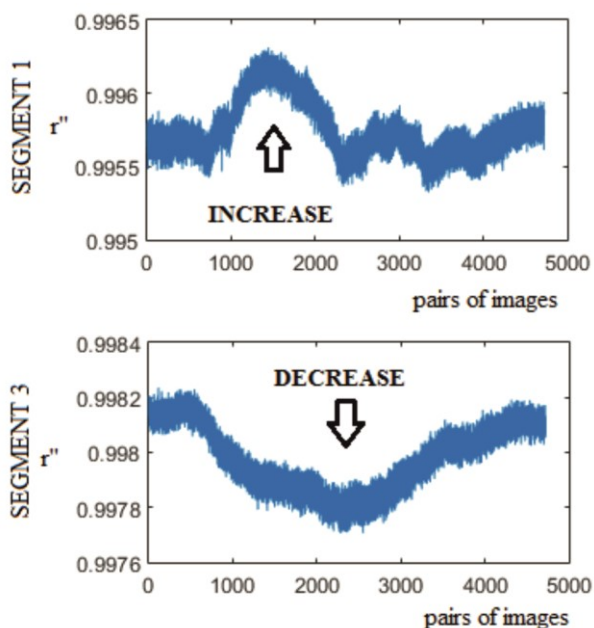 SEGMENT 1
r"
0.9965
0.996
0.9955
0.995
INCREASE
0 1000 2000 3000 4000 5000
pairs of images
SEGMENT 3
r"
0.9984
0.9982
0.998
0.9978
0.9976
DECREASE
0 1000 2000 3000 4000 5000
pairs of images